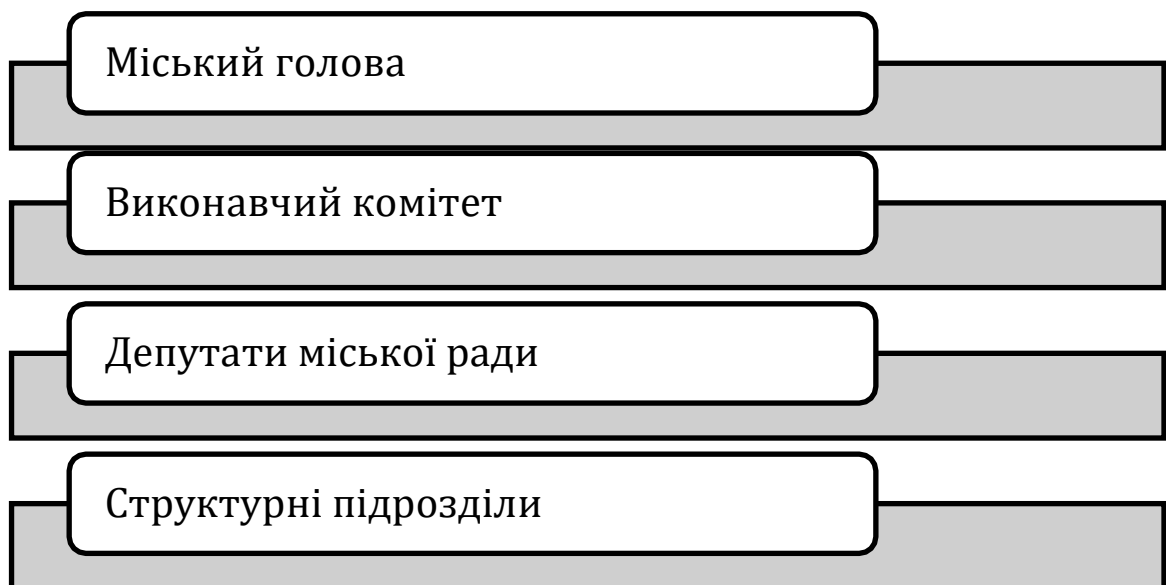 Міський голова
Виконавчий комітет
Депутати міської ради
Структурні підрозділи